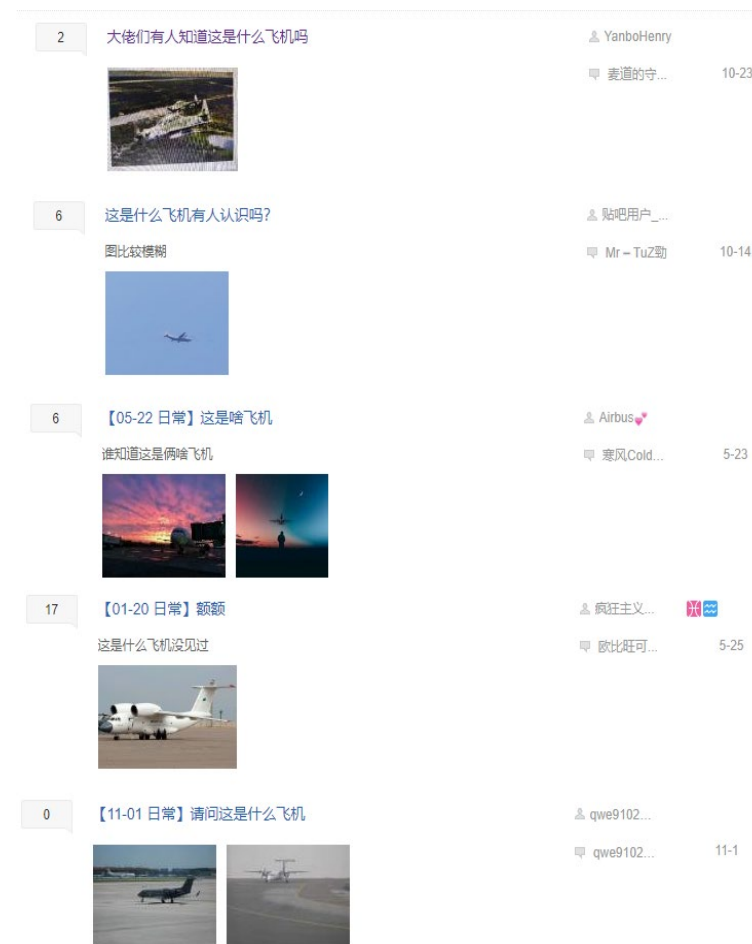 2
大佬们有人知道这是什么飞机吗
YanboHenry
麦道的守...
10-23
6
这是什么飞机有人认识吗？
贴吧用户_...
图比较模糊
Mr－TuZ勭
10-14
6
【05-22 日常】这是啥飞机
Airbus
谁知道这是俩啥飞机
寒风Cold...
5-23
17
【01-20 日常】额额
疯狂主义...
这是什么飞机没见过
欧比旺可...
5-25
0
【11-01 日常】请问这是什么飞机
qwe9102...
qwe9102...
11-1